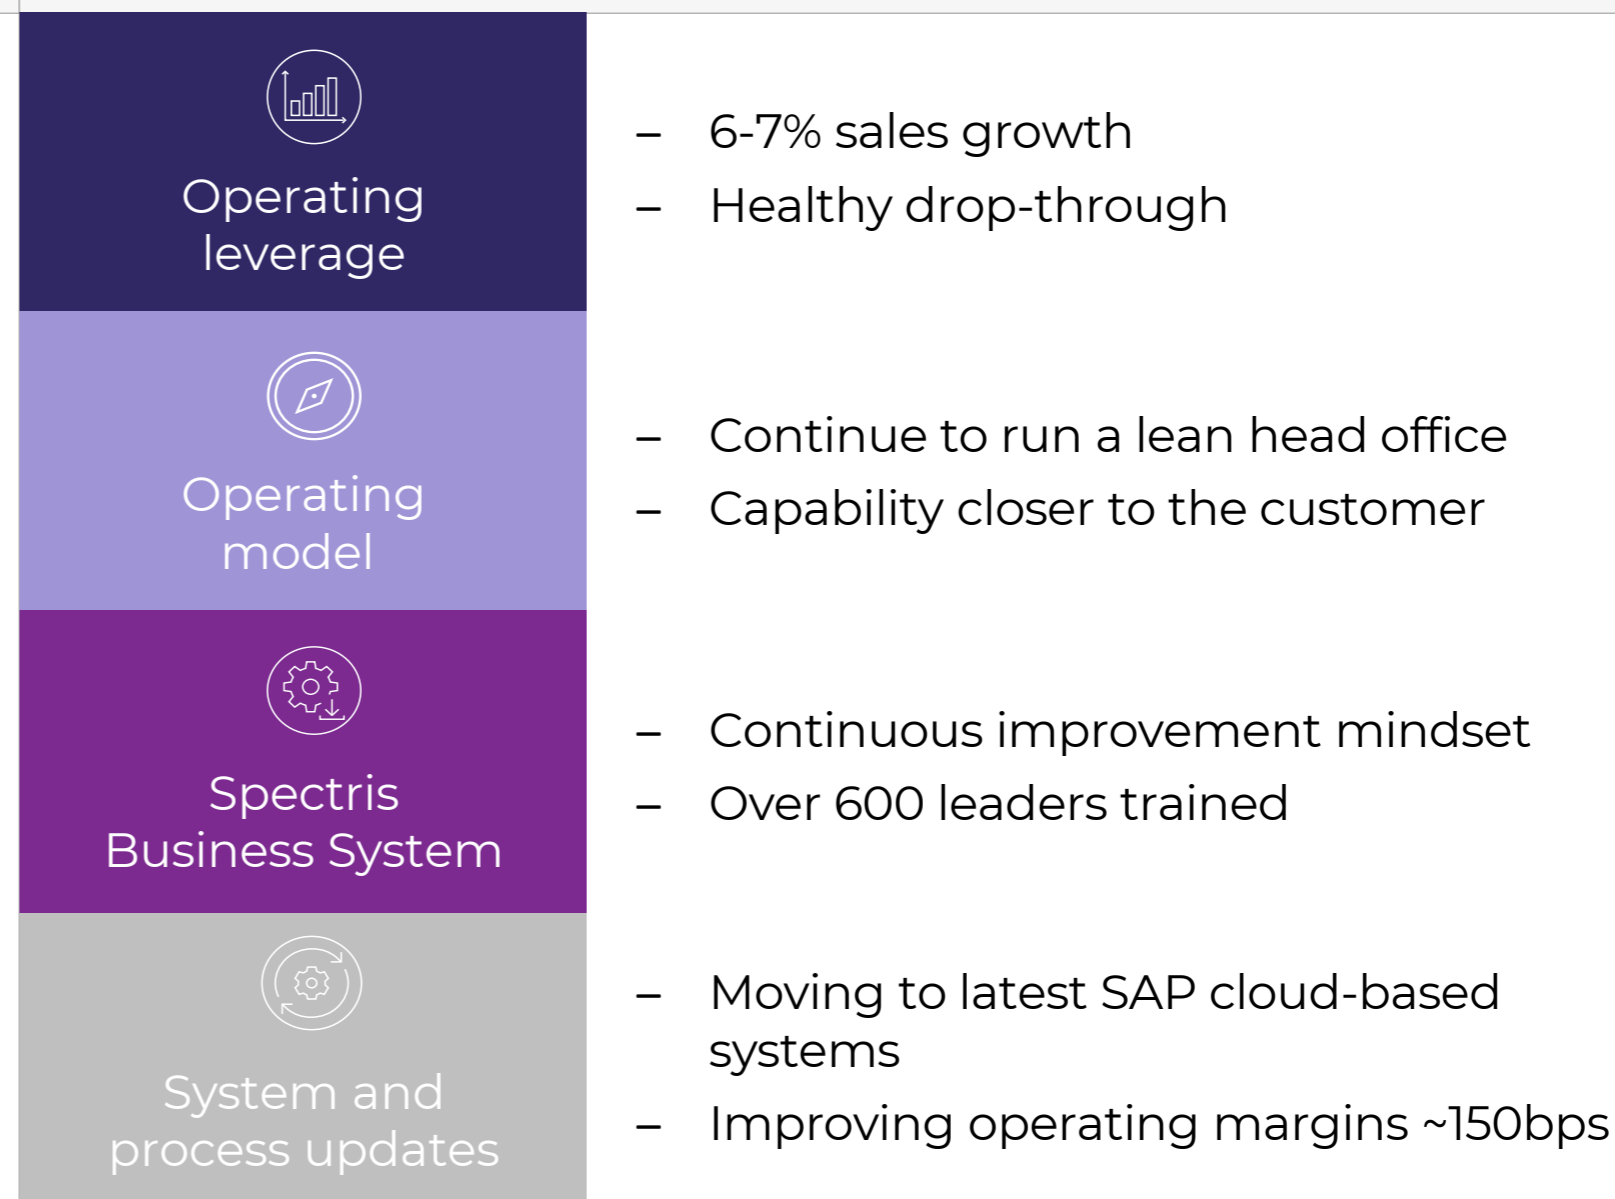 Operating
leverage
– 6-7% sales growth
– Healthy drop-through
Operating
model
– Continue to run a lean head office
– Capability closer to the customer
Spectris
Business System
– Continuous improvement mindset
– Over 600 leaders trained
System and
process updates
– Moving to latest SAP cloud-based
systems
– Improving operating margins ~150bps